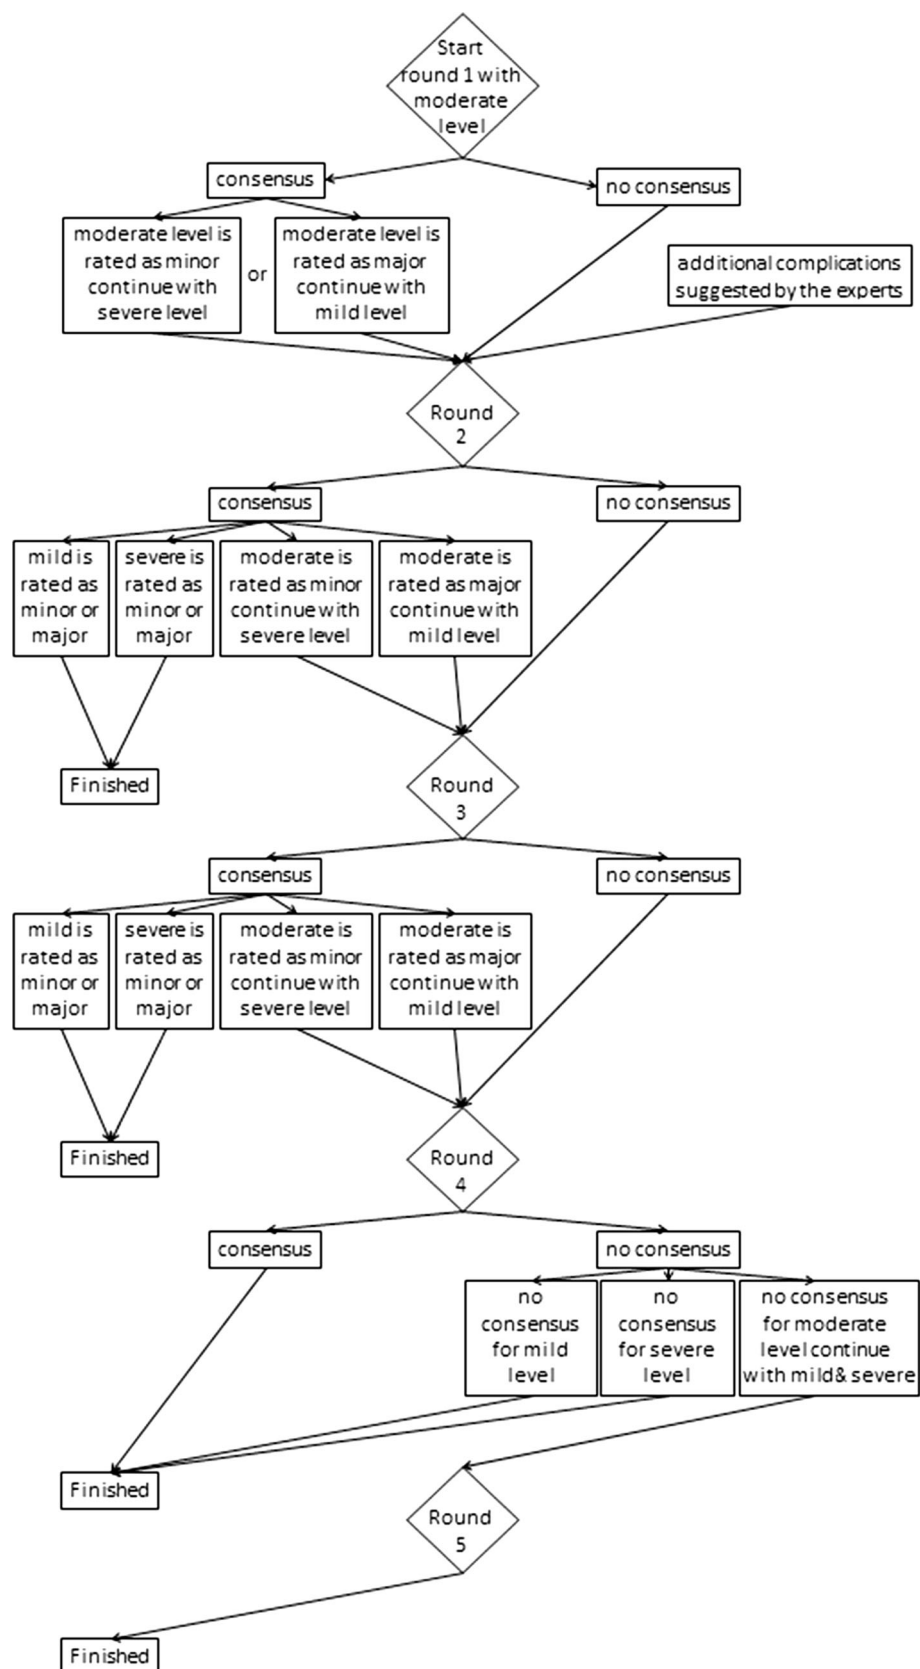 Start
round 1 with
moderate
level
consensus
no consensus
moderate level is
rated as minor
continue with
severe level
or
moderate level is
rated as major
continue with
mild level
additional complications
suggested by the experts
Round
2
consensus
no consensus
mild is
rated as
minor or
major
severe is
rated as
minor or
major
moderate is
rated as minor
continue with
severe level
moderate is
rated as major
continue with
mild level
Finished
Round
3
consensus
no consensus
mild is
rated as
minor or
major
severe is
rated as
minor or
major
moderate is
rated as minor
continue with
severe level
moderate is
rated as major
continue with
mild level
Finished
Round
4
consensus
no consensus
no
consensus
for mild
level
no
consensus
for severe
level
no consensus
for moderate
level continue
with mild & severe
Finished
Round
5
Finished